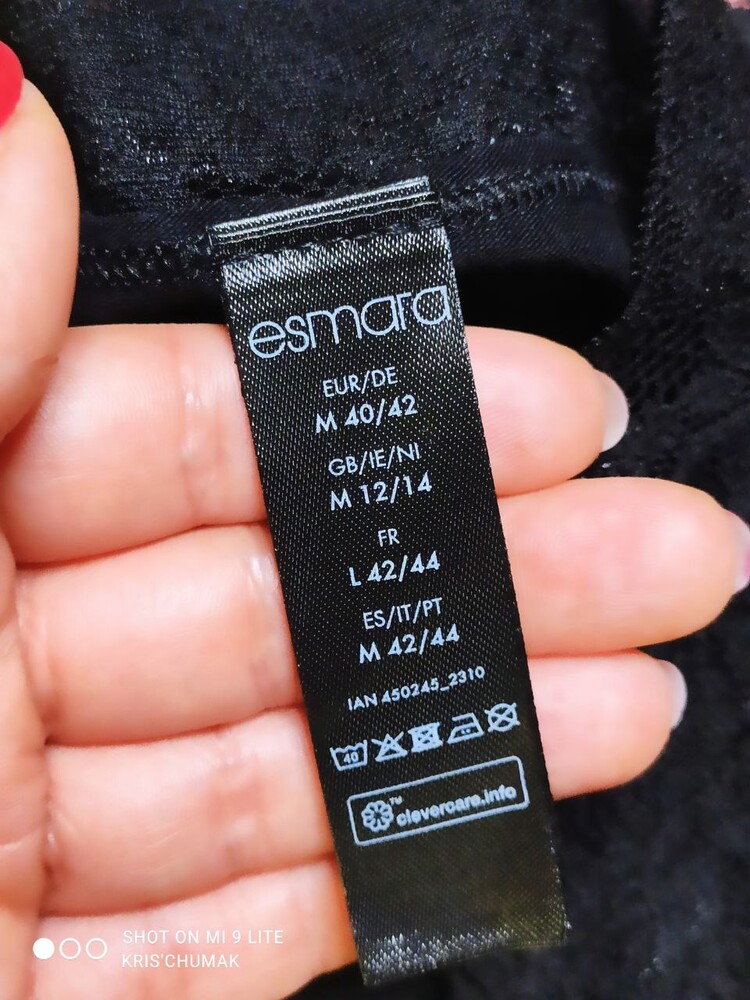 esmara
EUR/DE
M 40/42
GB/IE/NI
M 12/14
FR
L 42/44
ES/IT/PT
M 42/44
IAN 450245_2310
40
™ clevercare.info
SHOT ON MI 9 LITE
KRIS'CHUMAK